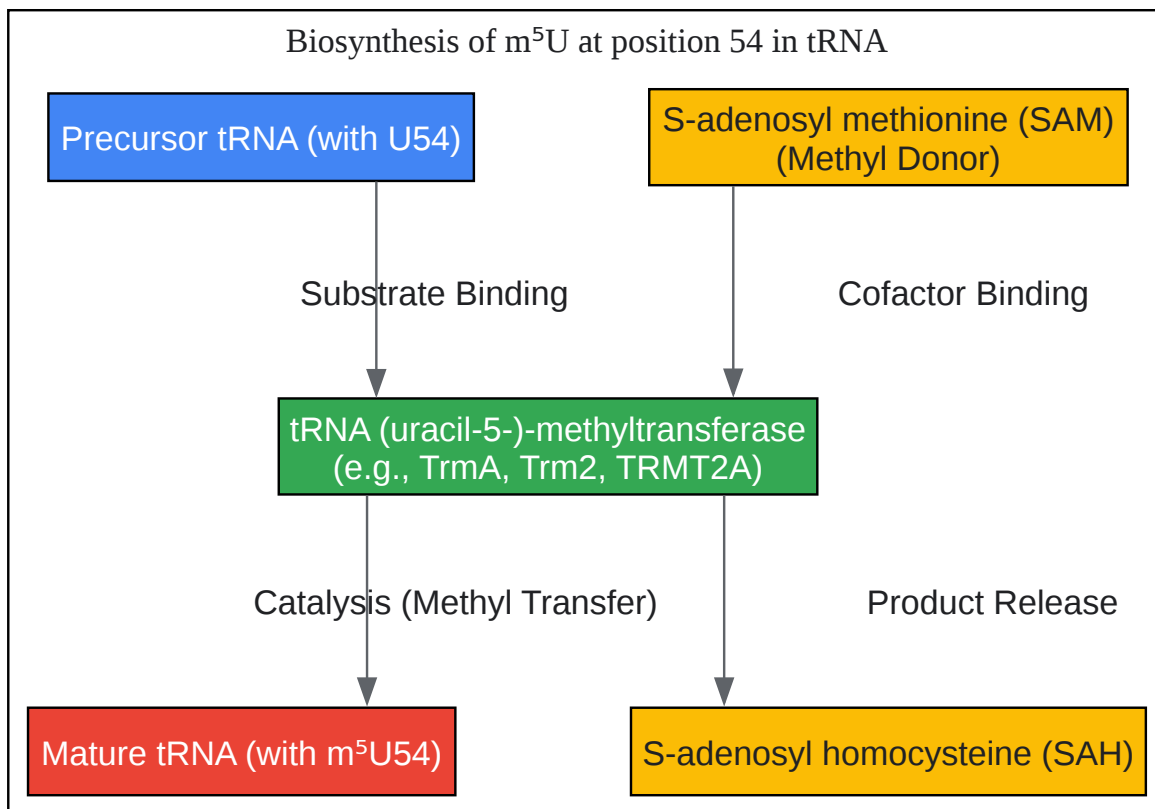 Biosynthesis of m⁵U at position 54 in tRNA
Precursor tRNA (with U54)
S-adenosyl methionine (SAM)
(Methyl Donor)
Substrate Binding
Cofactor Binding
tRNA (uracil-5-)-methyltransferase
(e.g., TrmA, Trm2, TRMT2A)
Catalysis (Methyl Transfer)
Product Release
Mature tRNA (with m⁵U54)
S-adenosyl homocysteine (SAH)